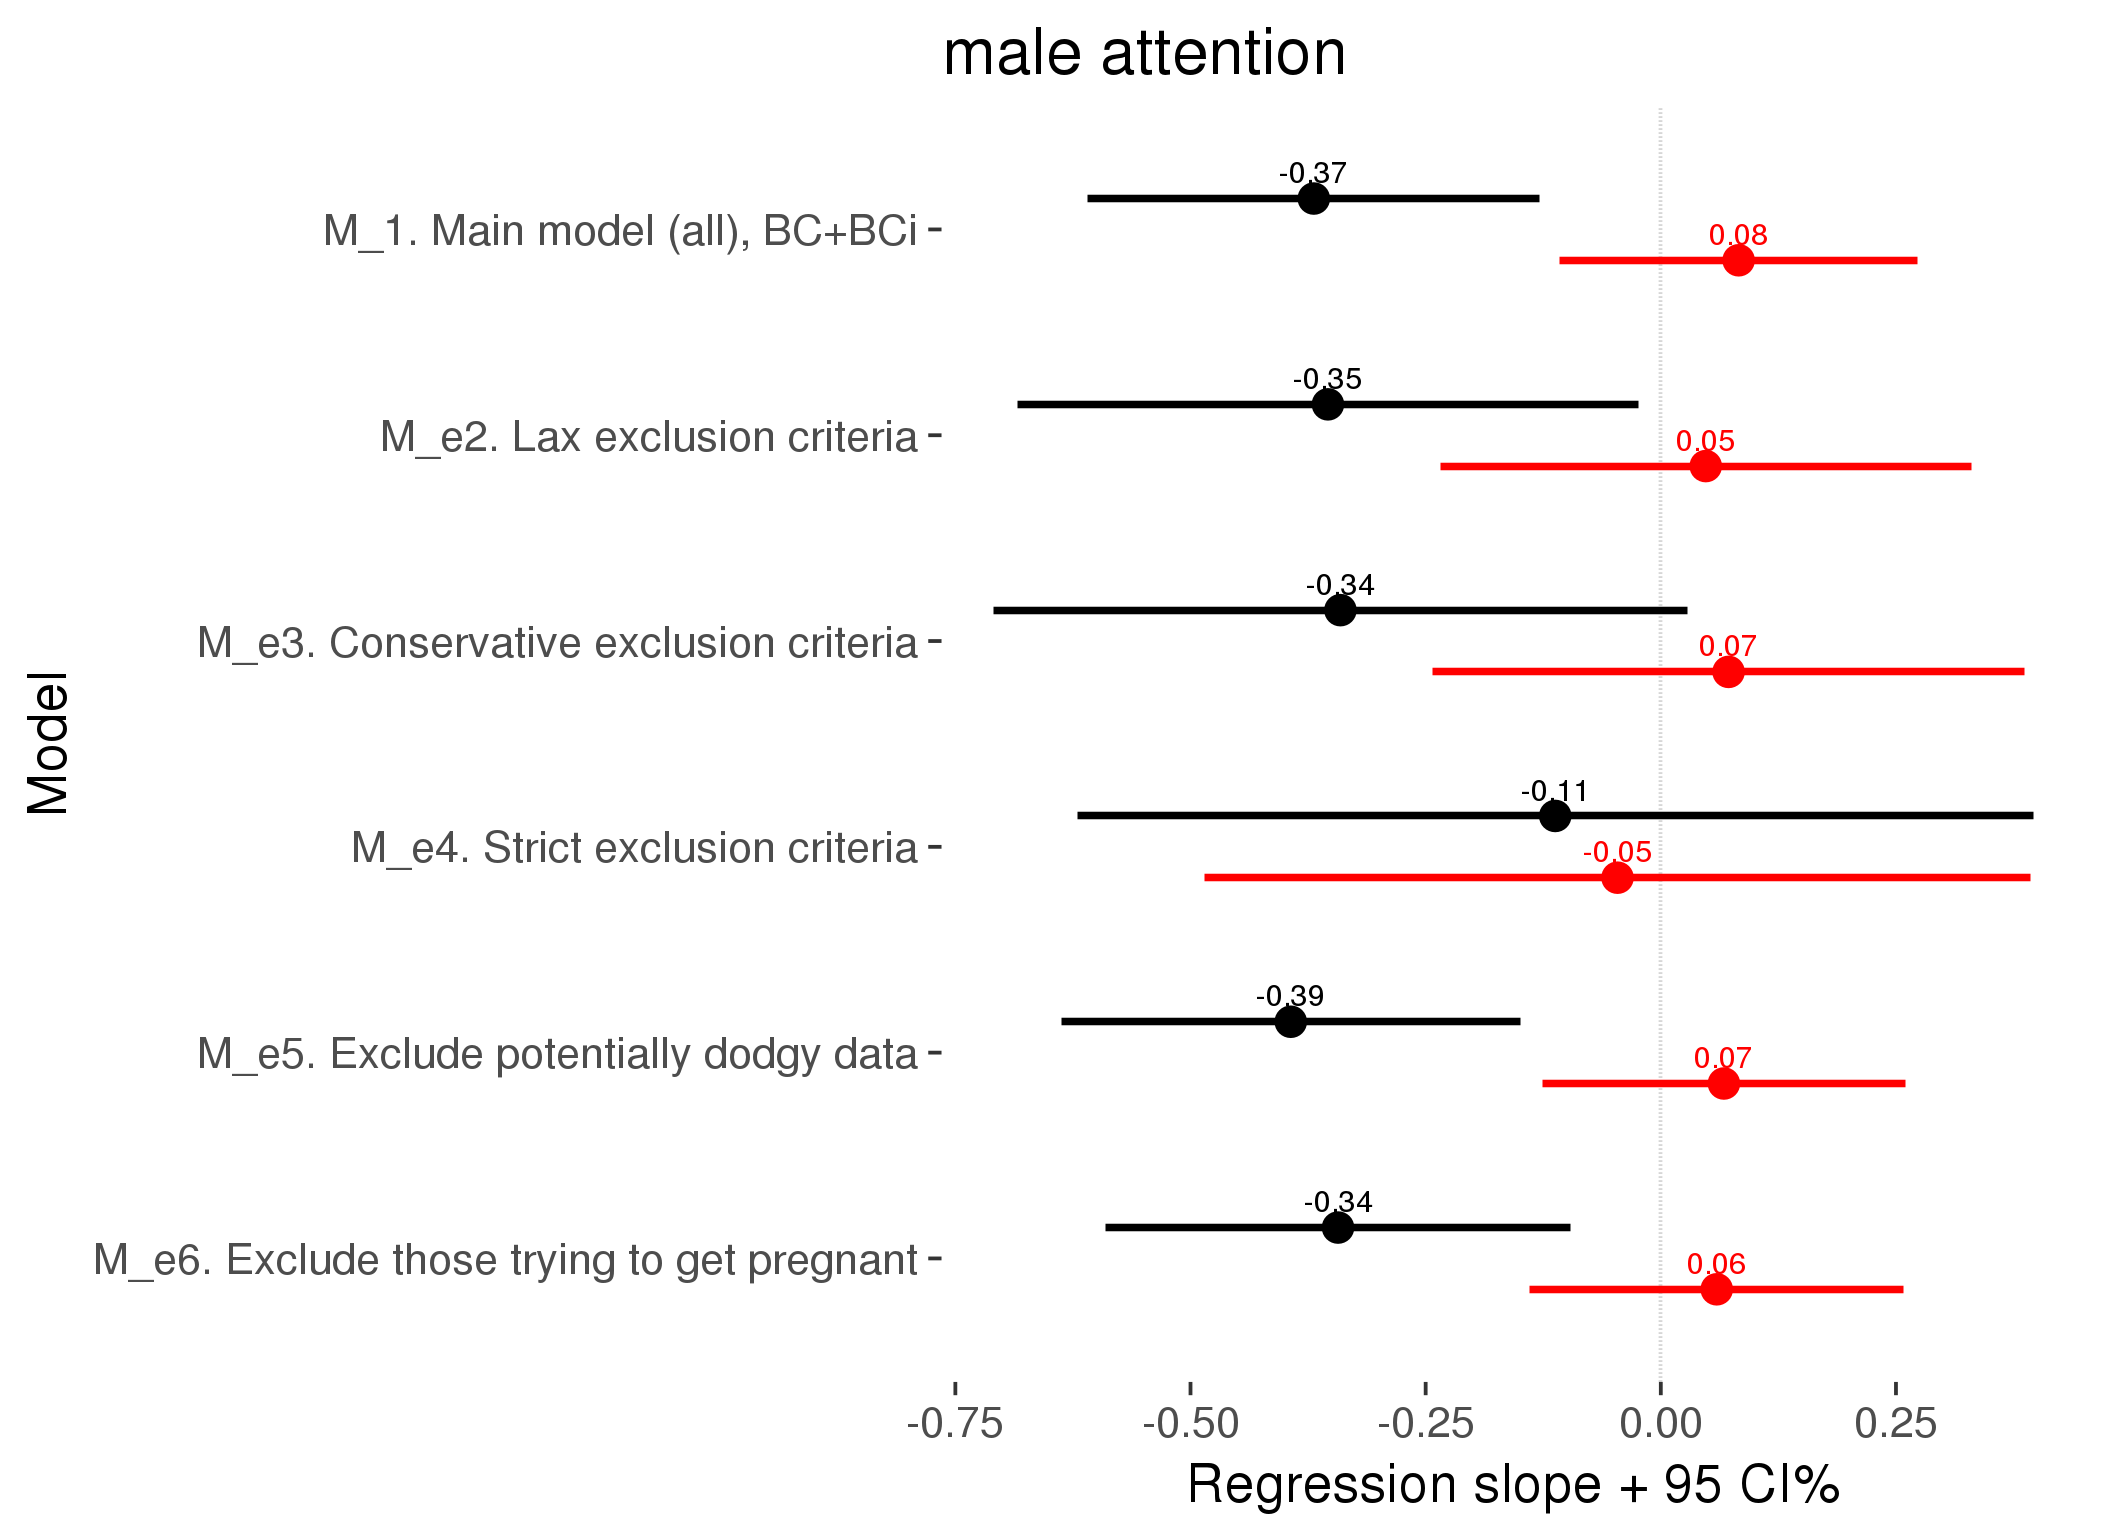 male attention
-0.37
M_1. Main model (all), BC+BCi
0.08
-0.35
M_e2. Lax exclusion criteria
0.05
-0.34
M_e3. Conservative exclusion criteria
0.07
Model
-0.11
M_e4. Strict exclusion criteria
-0.05
-0.39
M_e5. Exclude potentially dodgy data
0.07
-0.34
M_e6. Exclude those trying to get pregnant
0.06
-0.75 -0.50 -0.25 0.00 0.25
Regression slope + 95 CI%